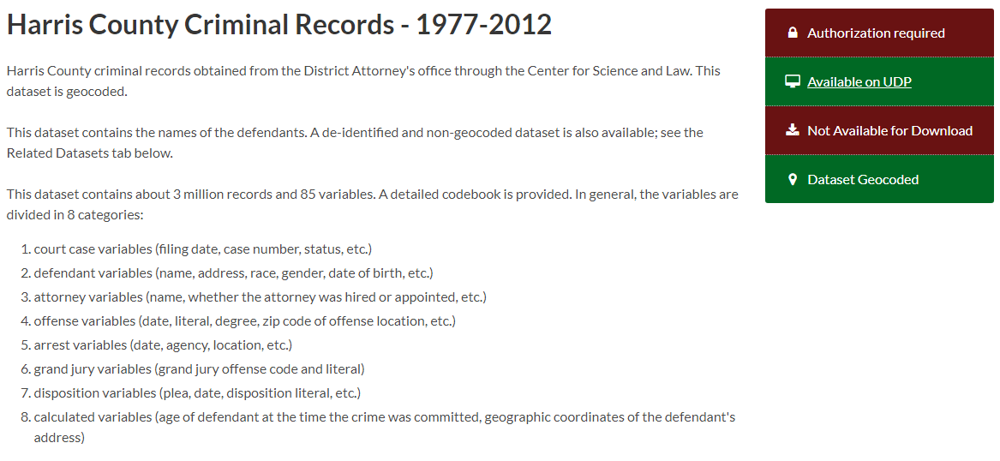 Harris County Criminal Records - 1977-2012
Harris County criminal records obtained from the District Attorney's office through the Center for Science and Law. This
dataset is geocoded.
This dataset contains the names of the defendants. A de-identified and non-geocoded dataset is also available; see the
Related Datasets tab below.
This dataset contains about 3 million records and 85 variables. A detailed codebook is provided. In general, the variables are
divided in 8 categories:
1. court case variables (filing date, case number, status, etc.)
2. defendant variables (name, address, race, gender, date of birth, etc.)
3. attorney variables (name, whether the attorney was hired or appointed, etc.)
4. offense variables (date, literal, degree, zip code of offense location, etc.)
5. arrest variables (date, agency, location, etc.)
6. grand jury variables (grand jury offense code and literal)
7. disposition variables (plea, date, disposition literal, etc.)
8. calculated variables (age of defendant at the time the crime was committed, geographic coordinates of the defendant's
address)
Authorization required
Available on UDP
Not Available for Download
Dataset Geocoded